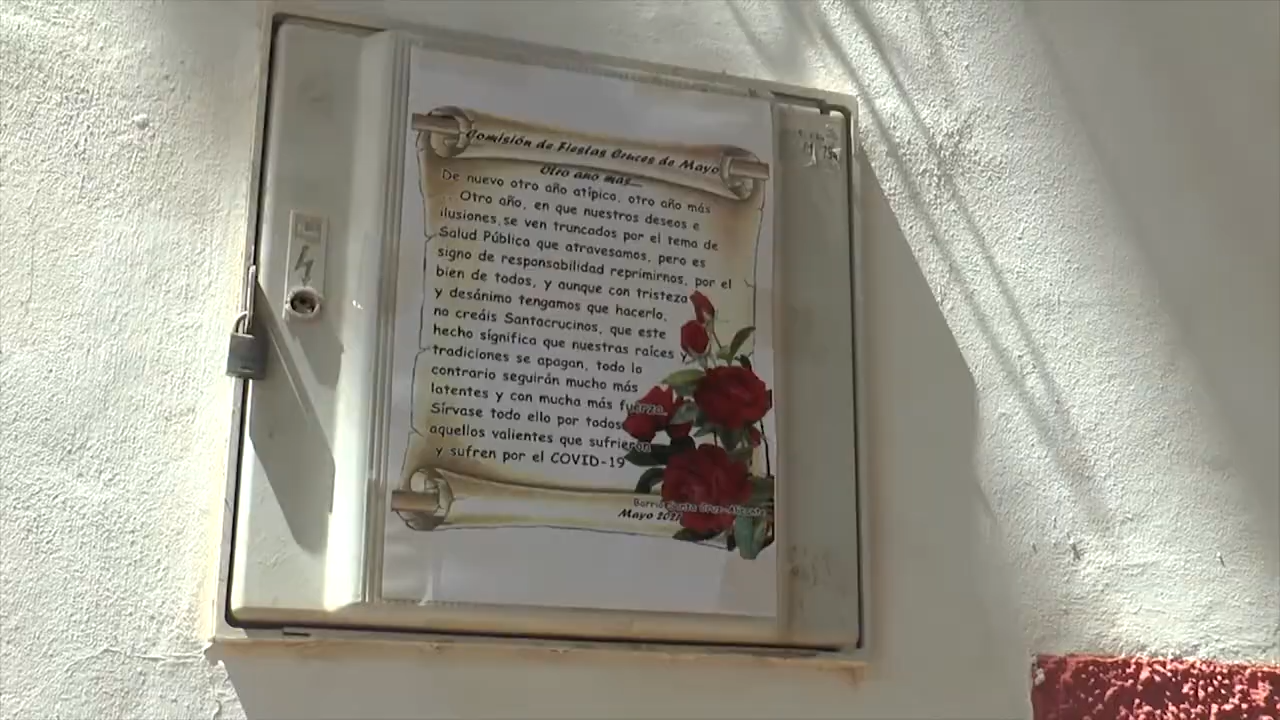 Comisión de Fiestas Cruces de Mayo
Otro año más...
De nuevo otro año atípico, otro año más
Otro año, en que nuestros deseos e
ilusiones,se ven truncados por el tema de
Salud Pública que atravesamos, pero es
signo de responsabilidad reprimirnos, por el
bien de todos, y aunque con tristeza
y desánimo tengamos que hacerlo,
no creáis Santacrucinos, que este
hecho significa que nuestras raíces y
tradiciones se apagan, todo lo
contrario seguirán mucho más
latentes y con mucha más fuerza.
Sírvase todo ello por todos
aquellos valientes que sufrieron
y sufren por el COVID-19
Barrio Santa Cruz-Alicante
Mayo 2021